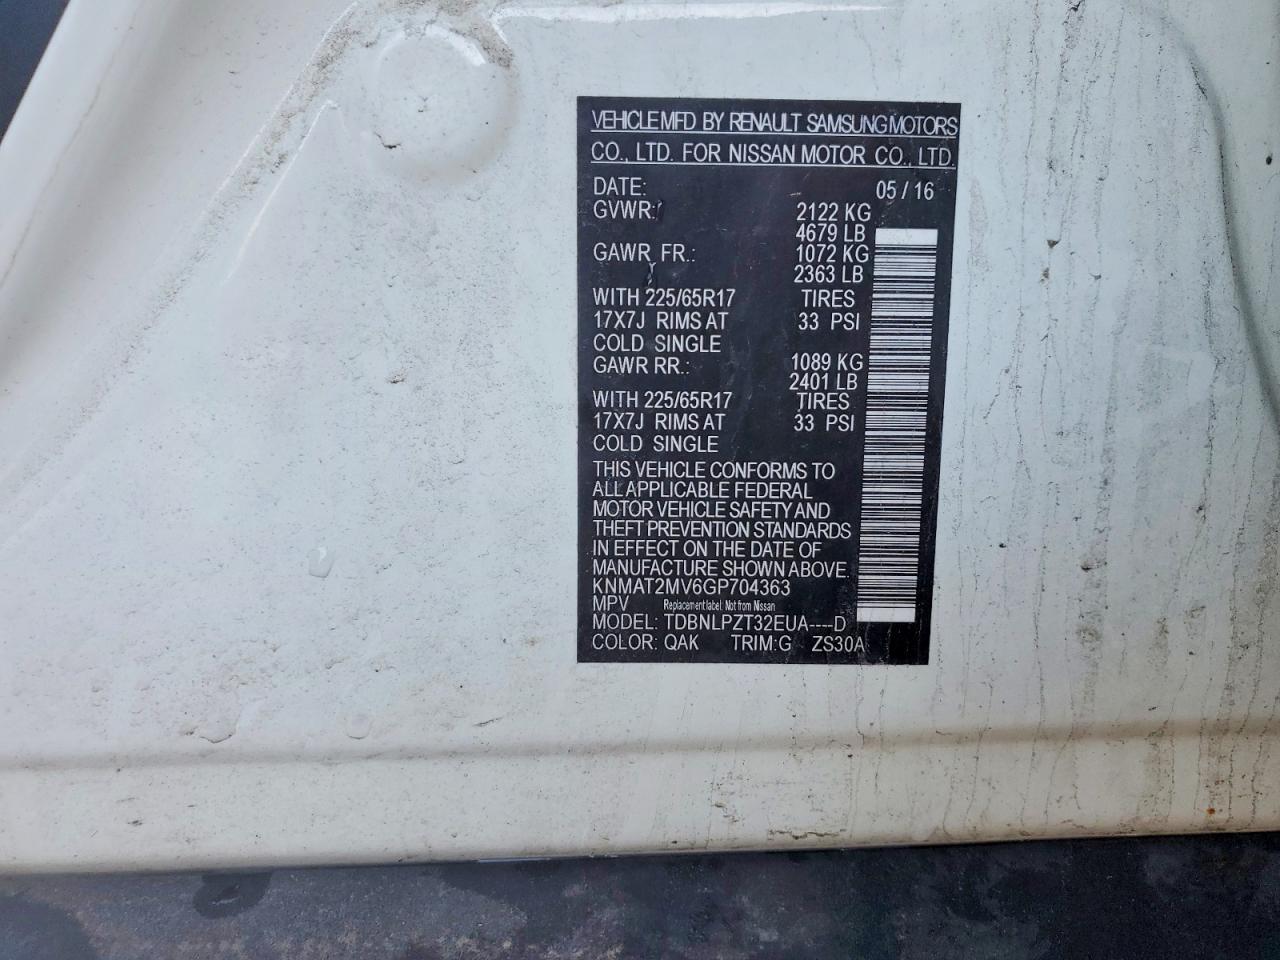 VEHICLE MFD BY RENAULT SAMSUNG MOTORS
CO., LTD. FOR NISSAN MOTOR CO., LTD.
DATE: 05 / 16
GVWR: 2122 KG
4679 LB
GAWR FR.: 1072 KG
2363 LB
WITH 225/65R17 TIRES
17X7J RIMS AT 33 PSI
COLD SINGLE
GAWR RR.: 1089 KG
2401 LB
WITH 225/65R17 TIRES
17X7J RIMS AT 33 PSI
COLD SINGLE
THIS VEHICLE CONFORMS TO
ALL APPLICABLE FEDERAL
MOTOR VEHICLE SAFETY AND
THEFT PREVENTION STANDARDS
IN EFFECT ON THE DATE OF
MANUFACTURE SHOWN ABOVE.
KNMAT2MV6GP704363
MPV Replacement label: Not from Nissan
MODEL: TDBNLPZT32EUA----D
COLOR: QAK TRIM:G ZS30A